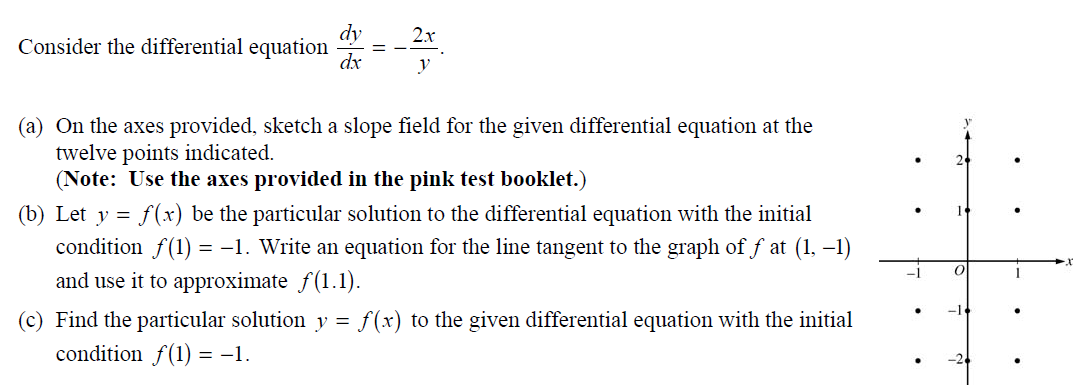 Consider the differential equation dy/dx = −2x/y.
(a) On the axes provided, sketch a slope field for the given differential equation at the
twelve points indicated.
(Note: Use the axes provided in the pink test booklet.)
(b) Let y = f(x) be the particular solution to the differential equation with the initial
condition f(1) = −1. Write an equation for the line tangent to the graph of f at (1, −1)
and use it to approximate f(1.1).
(c) Find the particular solution y = f(x) to the given differential equation with the initial
condition f(1) = −1.
y
2
1
−1 O 1 x
−1
−2